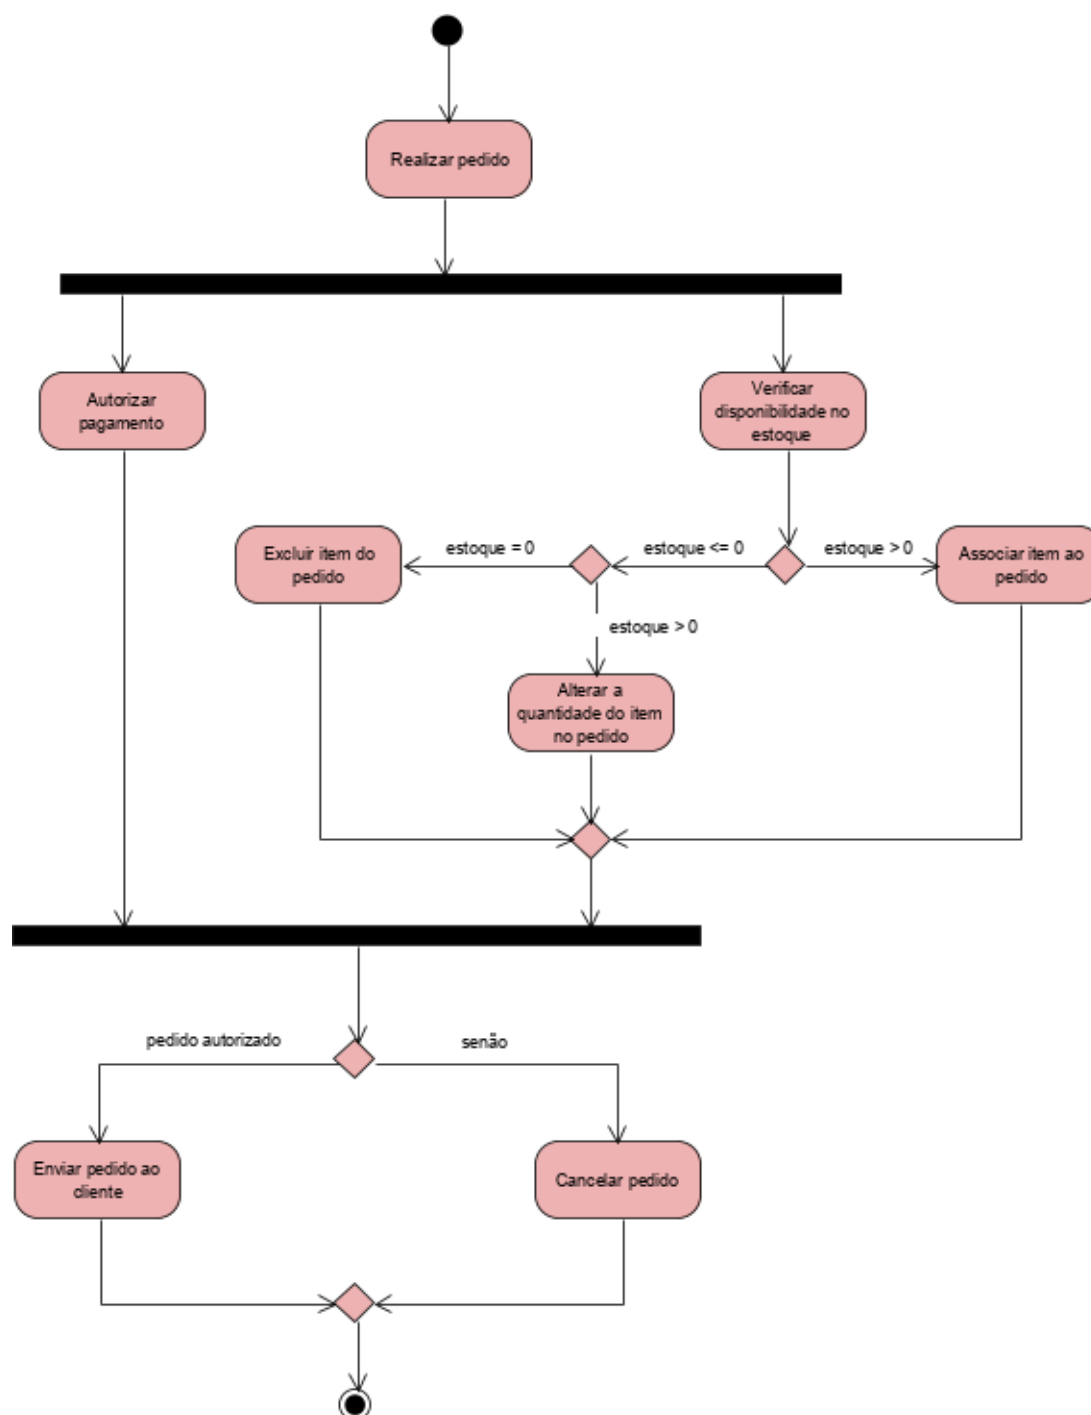 Realizar pedido
Autorizar
pagamento
Verificar
disponibilidade no
estoque
Excluir item do
pedido
estoque = 0
estoque <= 0
estoque > 0
Associar item ao
pedido
estoque > 0
Alterar a
quantidade do item
no pedido
pedido autorizado
senão
Enviar pedido ao
cliente
Cancelar pedido